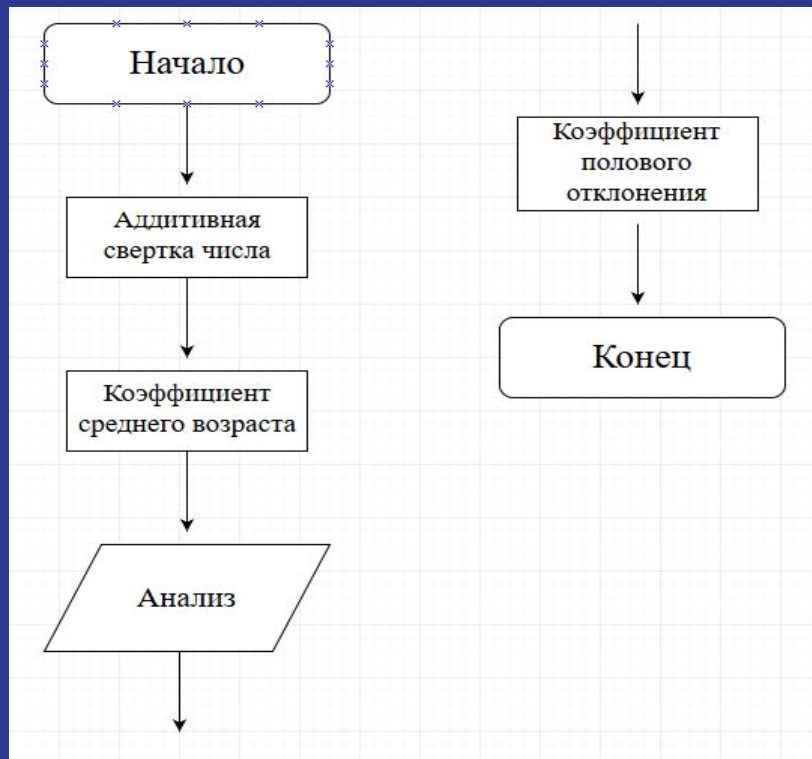 Начало
Аддитивная
свертка числа
Коэффициент
среднего возраста
Анализ
Коэффициент
полового
отклонения
Конец